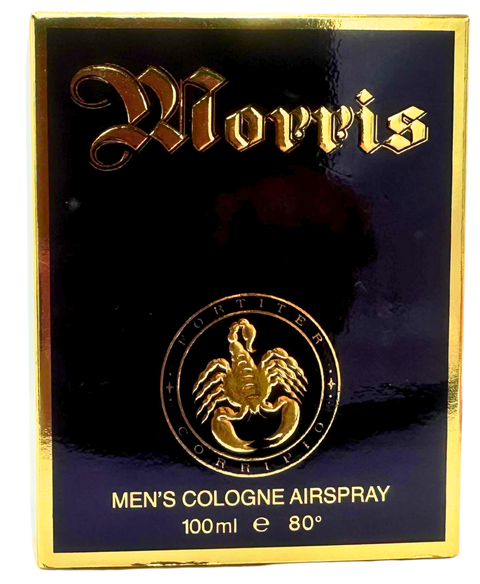 Morris
FORTITER
CORRIPIO
MEN'S COLOGNE AIRSPRAY
100ml e 80°